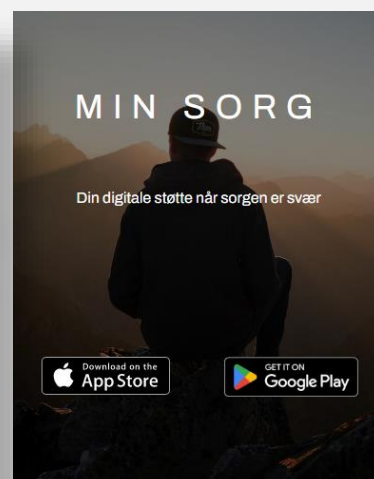 MIN SORG
Din digitale støtte når sorgen er svær
Download on the
App Store
GET IT ON
Google Play